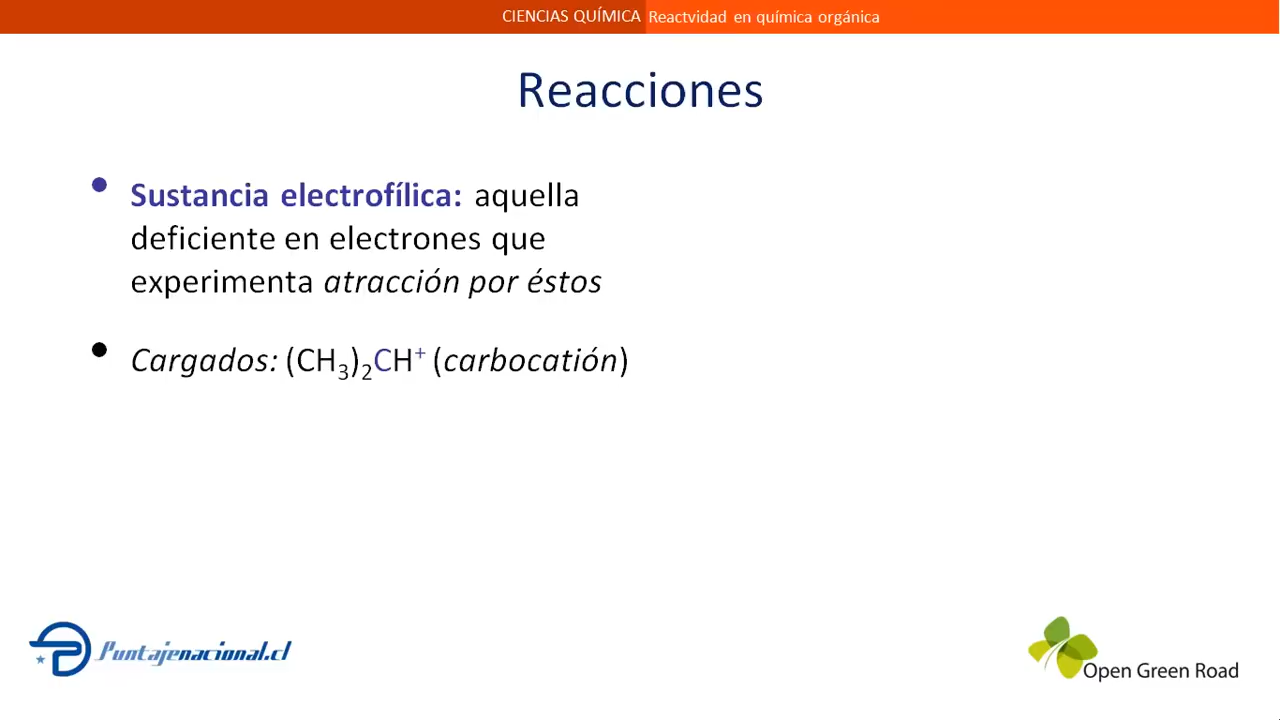 CIENCIAS QUÍMICA Reactvidad en química orgánica
Reacciones
• Sustancia electrofílica: aquella
deficiente en electrones que
experimenta atracción por éstos
• Cargados: (CH₃)₂CH⁺ (carbocatión)
Puntajenacional.cl
Open Green Road